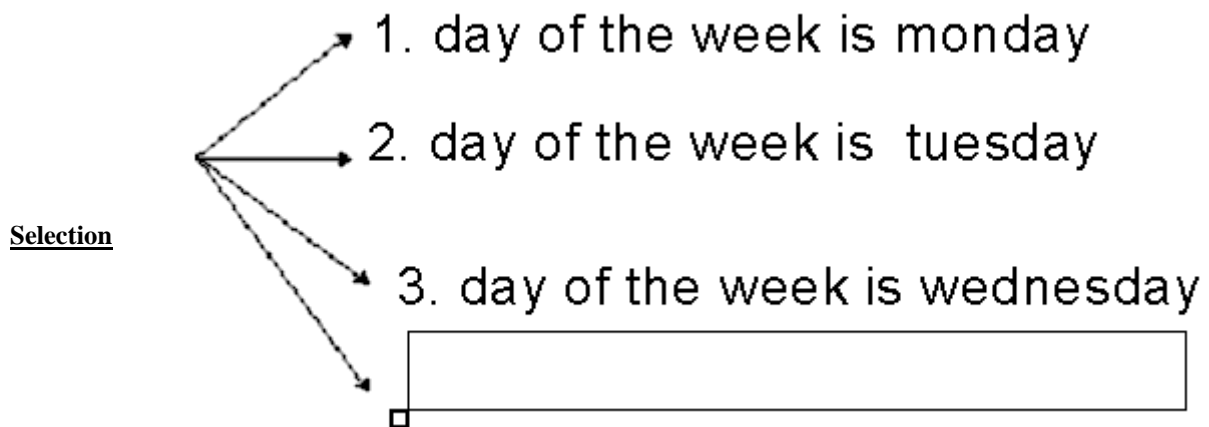 1. day of the week is monday
2. day of the week is tuesday
Selection
3. day of the week is wednesday